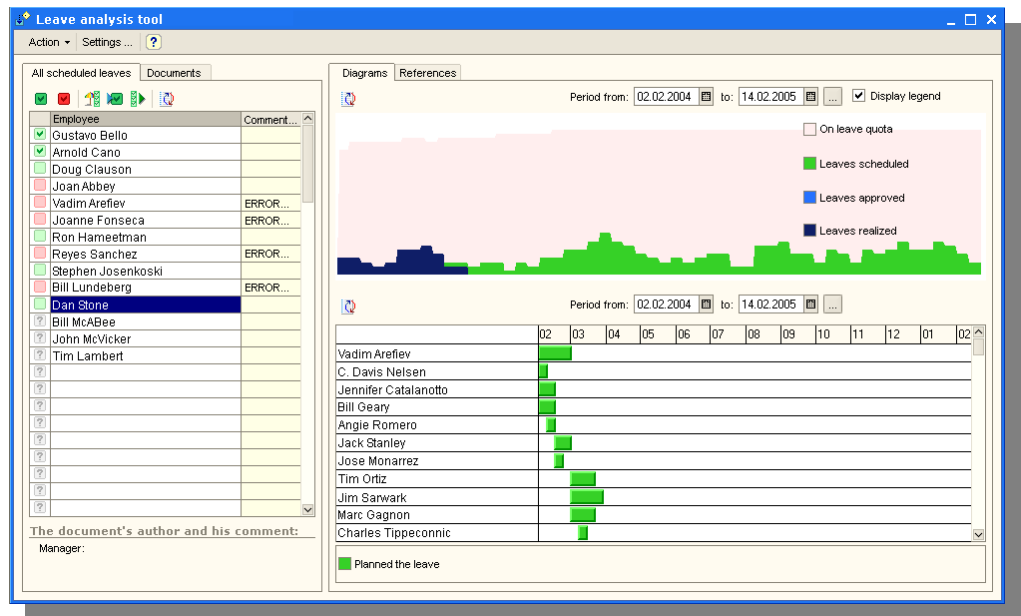 Leave analysis tool
Action Settings ... ?
All scheduled leaves Documents
Employee Comment...
Gustavo Bello
Arnold Cano
Doug Clauson
Joan Abbey
Vadim Arefiev ERROR...
Joanne Fonseca ERROR...
Ron Hameetman
Reyes Sanchez ERROR...
Stephen Josenkoski
Bill Lundeberg ERROR...
Dan Stone
? Bill McABee
? John McVicker
? Tim Lambert
?
?
?
?
?
?
?
?
?
The document's author and his comment:
Manager:
Diagrams References
Period from: 02.02.2004 to: 14.02.2005 ... Display legend
On leave quota
Leaves scheduled
Leaves approved
Leaves realized
Period from: 02.02.2004 to: 14.02.2005 ...
02 03 04 05 06 07 08 09 10 11 12 01 02
Vadim Arefiev
C. Davis Nelsen
Jennifer Catalanotto
Bill Geary
Angie Romero
Jack Stanley
Jose Monarrez
Tim Ortiz
Jim Sarwark
Marc Gagnon
Charles Tippeconnic
Planned the leave